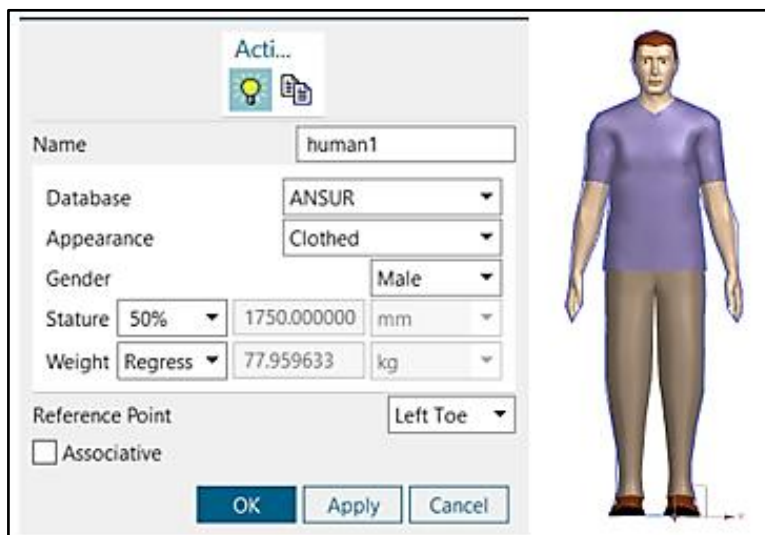 Acti...
Name human1
Database ANSUR
Appearance Clothed
Gender Male
Stature 50% 1750.000000 mm
Weight Regress 77.959633 kg
Reference Point Left Toe
Associative
OK Apply Cancel